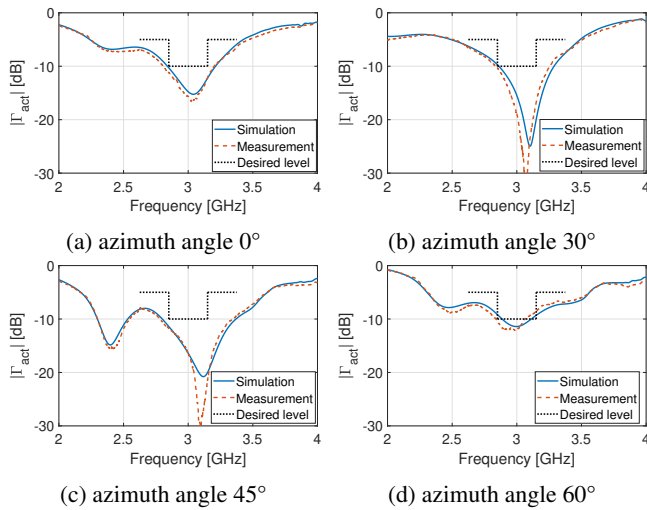 0
-10
-20
-30
|Γact| [dB]
2 2.5 3 3.5 4
Frequency [GHz]
Simulation
Measurement
Desired level
(a) azimuth angle 0°
0
-10
-20
-30
|Γact| [dB]
2 2.5 3 3.5 4
Frequency [GHz]
Simulation
Measurement
Desired level
(b) azimuth angle 30°
0
-10
-20
-30
|Γact| [dB]
2 2.5 3 3.5 4
Frequency [GHz]
Simulation
Measurement
Desired level
(c) azimuth angle 45°
0
-10
-20
-30
|Γact| [dB]
2 2.5 3 3.5 4
Frequency [GHz]
Simulation
Measurement
Desired level
(d) azimuth angle 60°